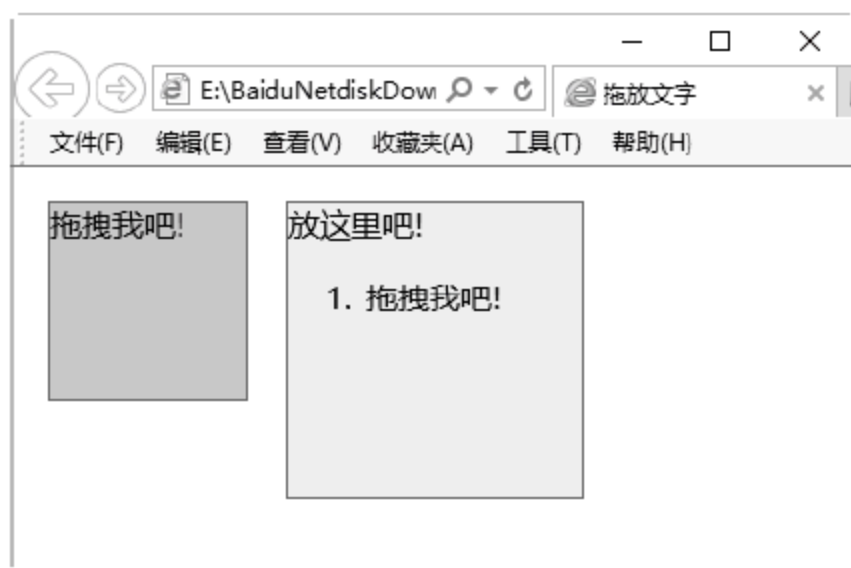 E:\BaiduNetdiskDow
拖放文字
文件(F) 编辑(E) 查看(V) 收藏夹(A) 工具(T) 帮助(H)
拖拽我吧!
放这里吧!
1. 拖拽我吧!